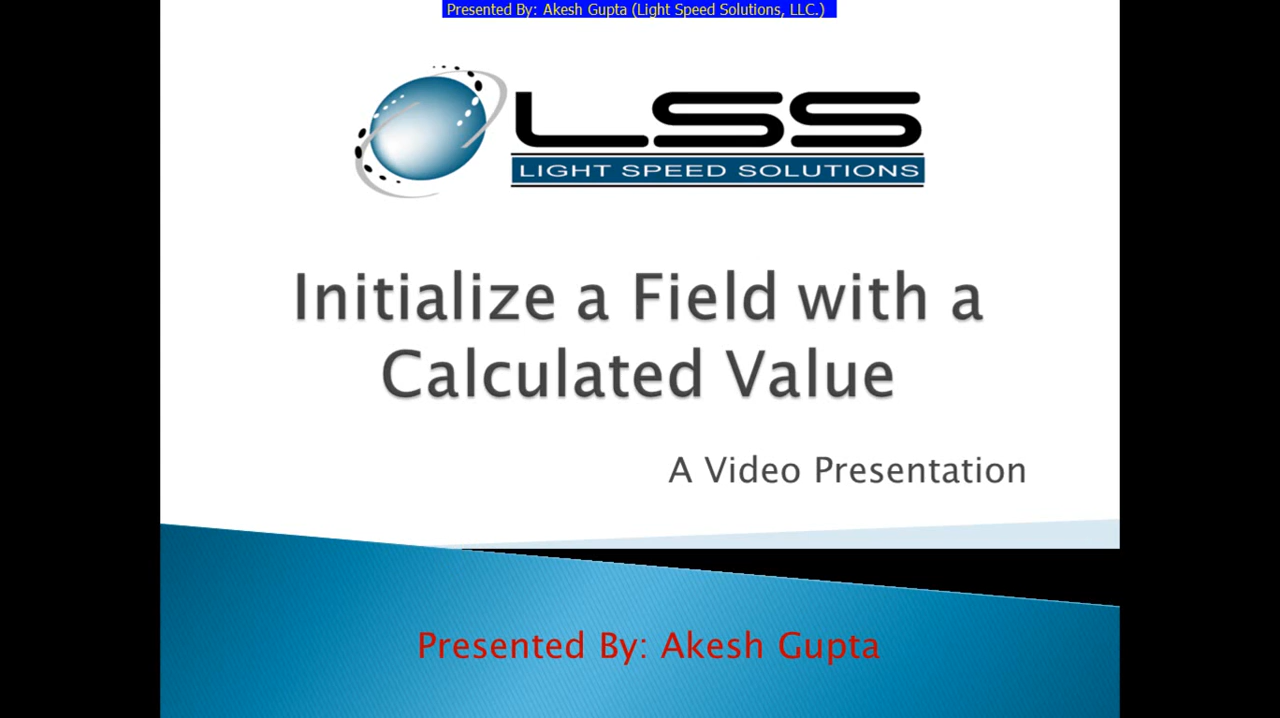 Presented By: Akesh Gupta (Light Speed Solutions, LLC.)
LSS
LIGHT SPEED SOLUTIONS
Initialize a Field with a
Calculated Value
A Video Presentation
Presented By: Akesh Gupta